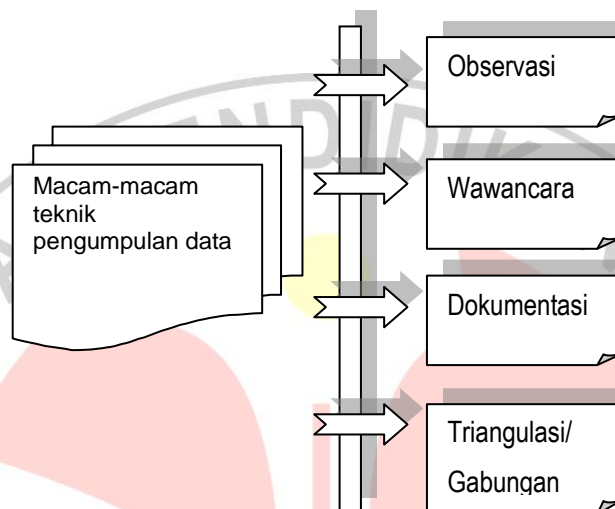 Macam-macam
teknik
pengumpulan data
Observasi
Wawancara
Dokumentasi
Triangulasi/
Gabungan